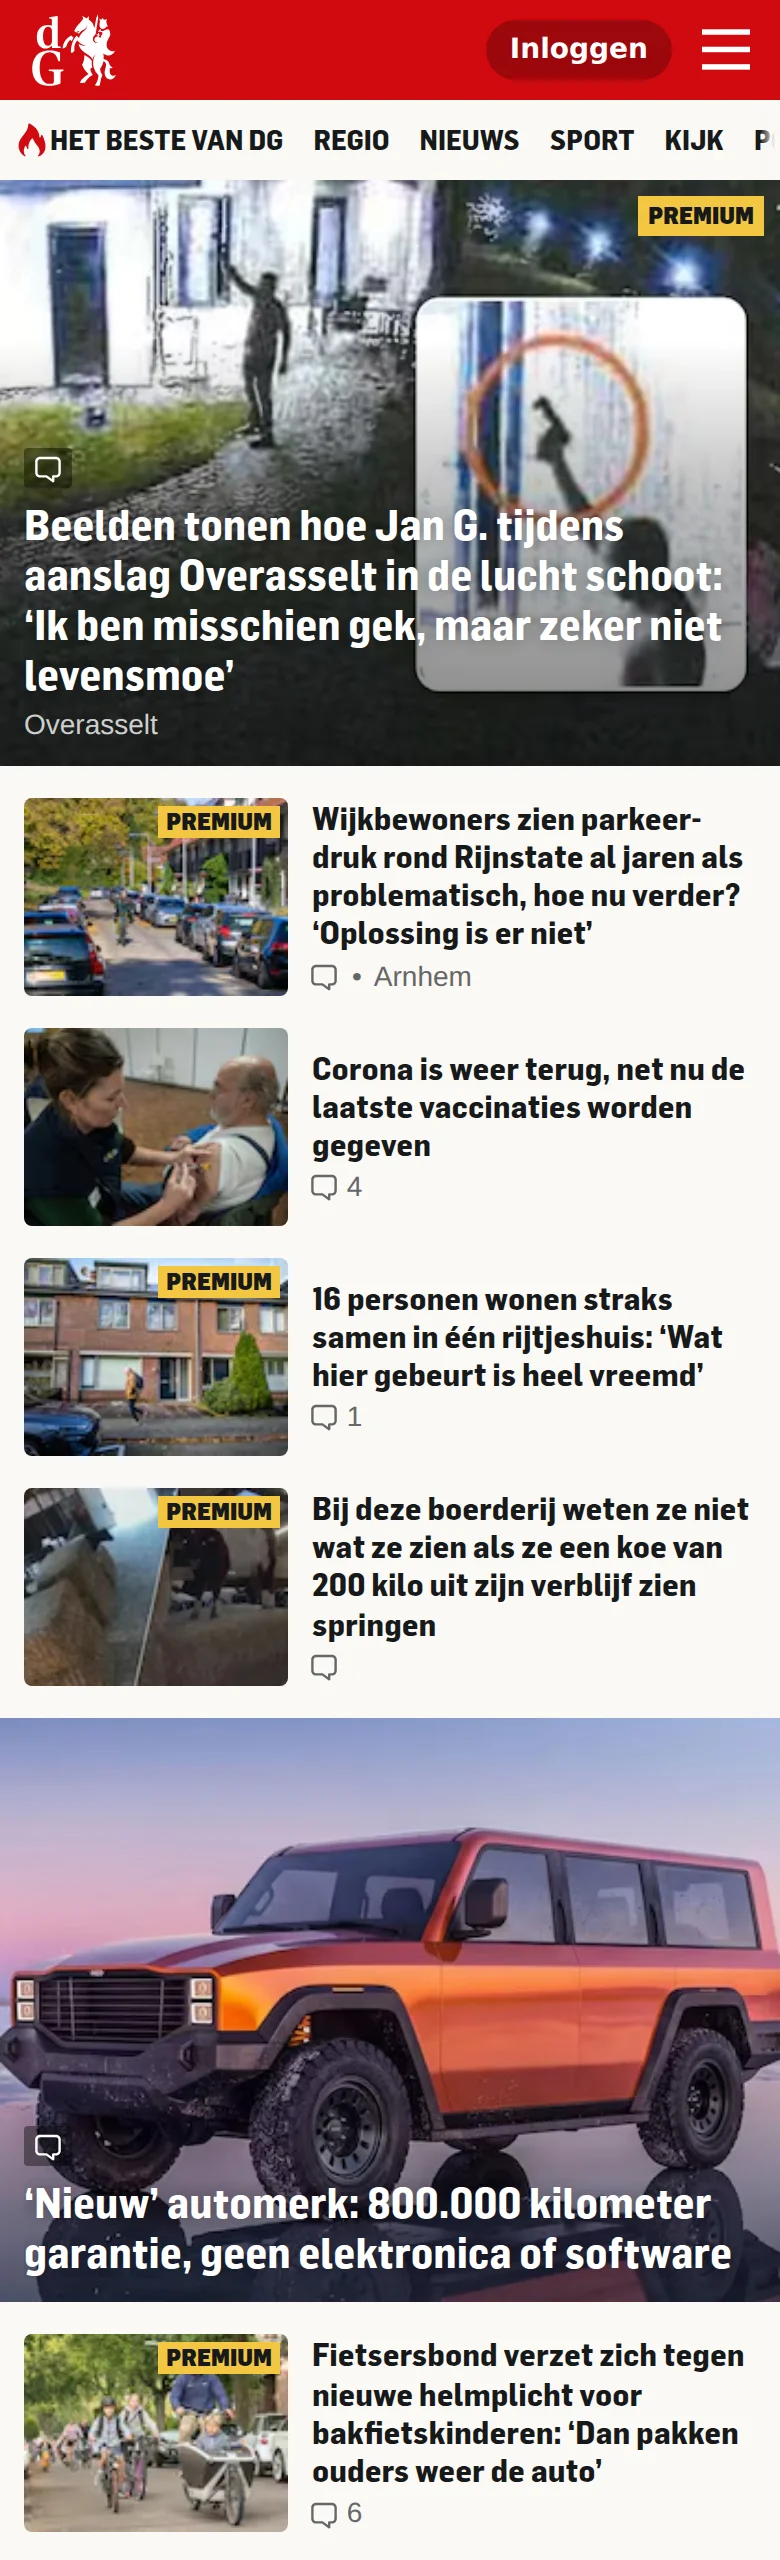 dG
Inloggen
HET BESTE VAN DG REGIO NIEUWS SPORT KIJK
PREMIUM
Beelden tonen hoe Jan G. tijdens
aanslag Overasselt in de lucht schoot:
‘Ik ben misschien gek, maar zeker niet
levensmoe’
Overasselt
PREMIUM
Wijkbewoners zien parkeer-
druk rond Rijnstate al jaren als
problematisch, hoe nu verder?
‘Oplossing is er niet’
• Arnhem
Corona is weer terug, net nu de
laatste vaccinaties worden
gegeven
4
PREMIUM
16 personen wonen straks
samen in één rijtjeshuis: ‘Wat
hier gebeurt is heel vreemd’
1
PREMIUM
Bij deze boerderij weten ze niet
wat ze zien als ze een koe van
200 kilo uit zijn verblijf zien
springen
‘Nieuw’ automerk: 800.000 kilometer
garantie, geen elektronica of software
PREMIUM
Fietsersbond verzet zich tegen
nieuwe helmplicht voor
bakfietskinderen: ‘Dan pakken
ouders weer de auto’
6